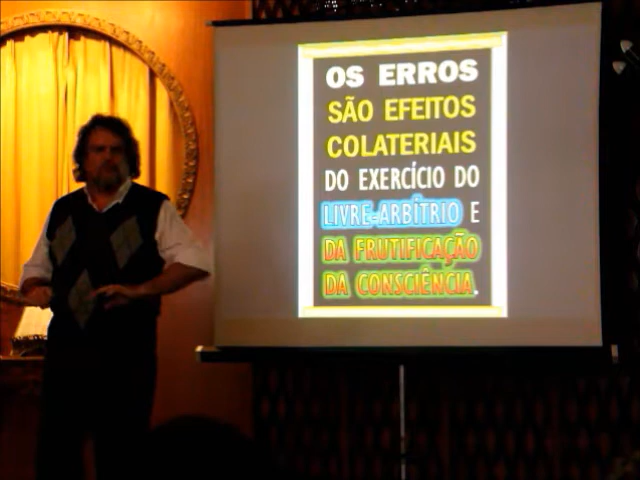 OS ERROS
SÃO EFEITOS
COLATERIAIS
DO EXERCÍCIO DO
LIVRE-ARBÍTRIO E
DA FRUTIFICAÇÃO
DA CONSCIÊNCIA.